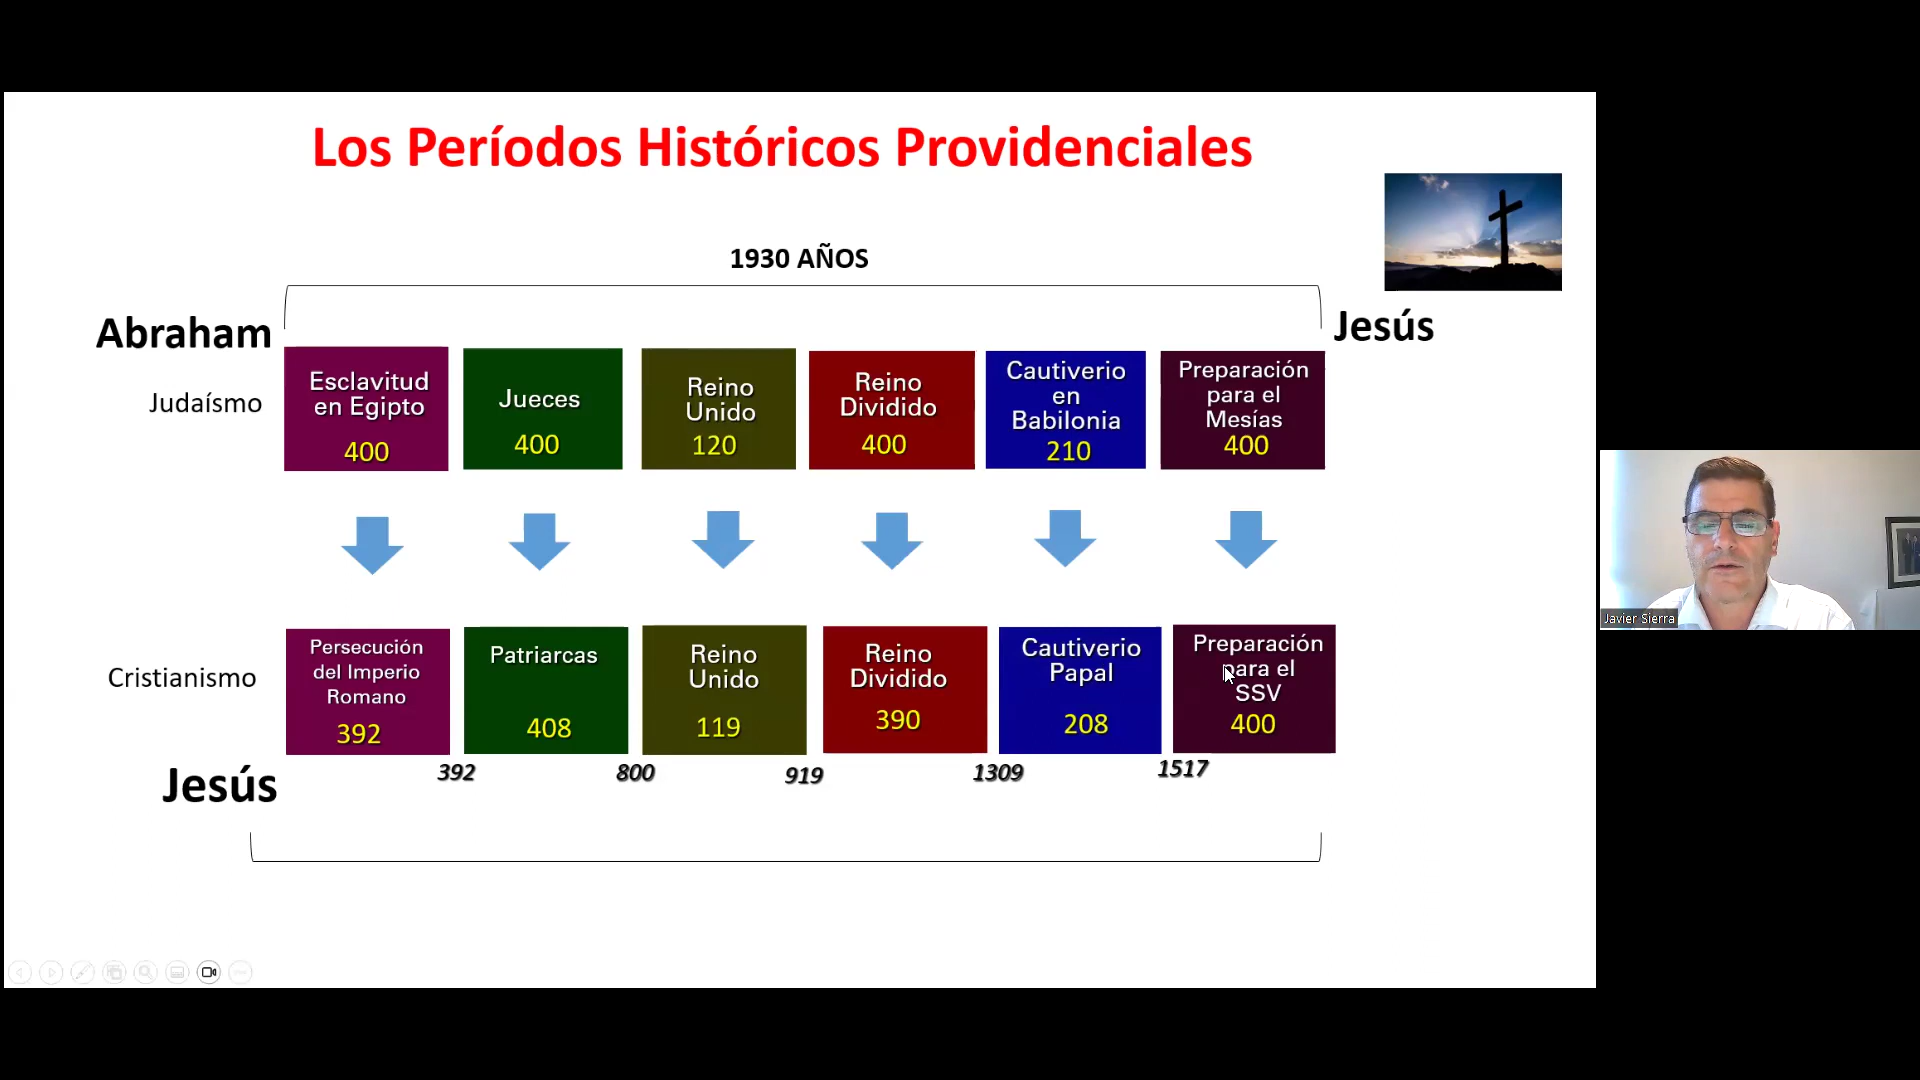 Los Períodos Históricos Providenciales
1930 AÑOS
Abraham
Jesús
Judaísmo
Esclavitud
en Egipto
400
Jueces
400
Reino
Unido
120
Reino
Dividido
400
Cautiverio
en
Babilonia
210
Preparación
para el
Mesías
400
Cristianismo
Persecución
del Imperio
Romano
392
Patriarcas
408
Reino
Unido
119
Reino
Dividido
390
Cautiverio
Papal
208
Preparación
para el
SSV
400
Jesús
392
800
919
1309
1517
Javier Sierra